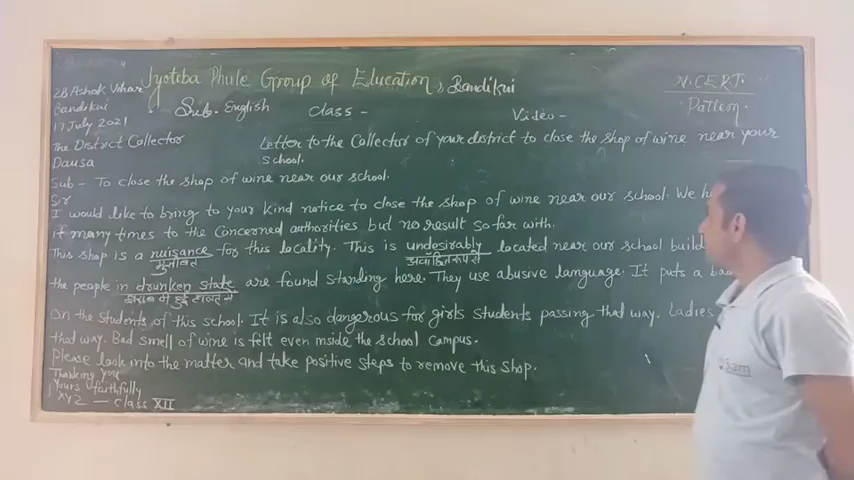 Jyoteba Phule Group of Education, Bandikui
N.CERT.
Pattern.
Sub. English Class - Video -
28 Ashok Vihar
Bandikui
17 July 2021
The District Collector
Dausa
Letter to the Collector of your district to close the shop of wine near your
school.
Sub - To close the shop of wine near our school.
Sir
I would like to bring to your kind notice to close the shop of wine near our school. We
it many times to the concerned authorities but no result so far with.
This shop is a nuisance for this locality. This is undesirably located near our school
मुसीबत अवांछित रूप से
the people in drunken state are found standing here. They use abusive language. It puts a
शराब पी हुई हालत में
on the students of this school. It is also dangerous for girls students passing that way. Ladies
that way. Bad smell of wine is felt even inside the school campus.
Please look into the matter and take positive steps to remove this shop.
Thanking you
Yours faithfully
XYZ - Class XII